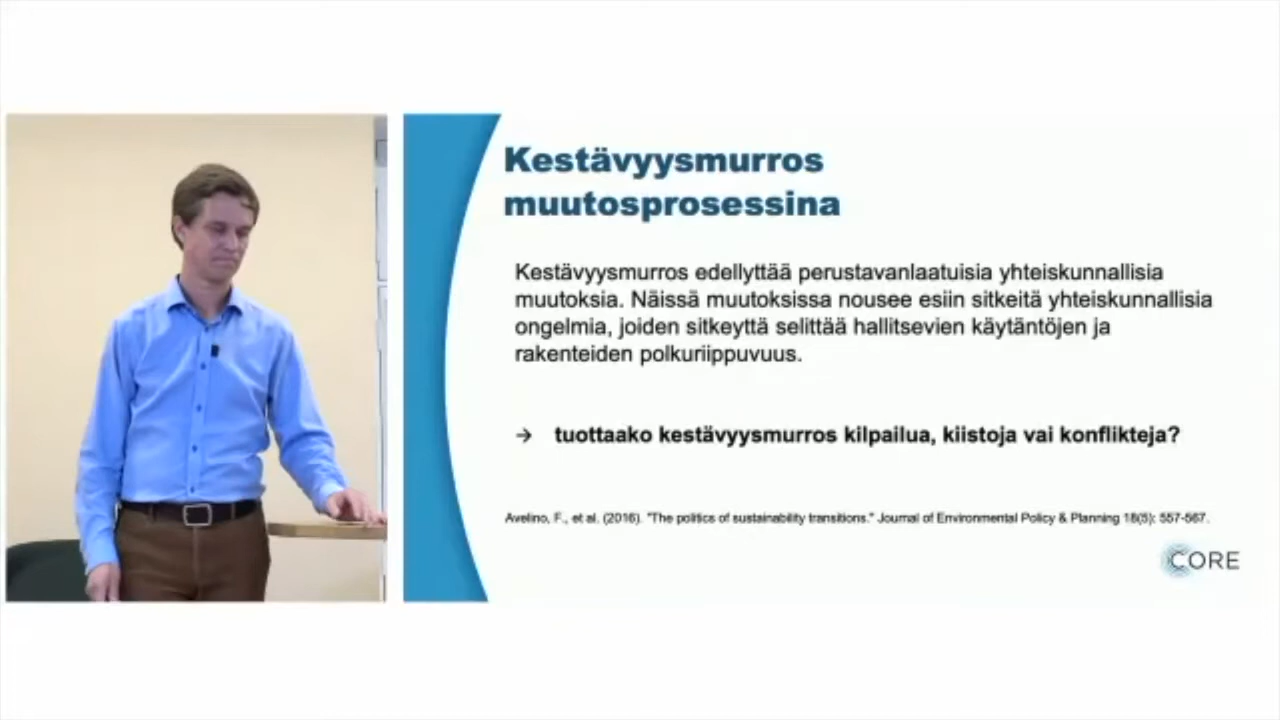 Kestävyysmurros
muutosprosessina
Kestävyysmurros edellyttää perustavanlaatuisia yhteiskunnallisia
muutoksia. Näissä muutoksissa nousee esiin sitkeitä yhteiskunnallisia
ongelmia, joiden sitkeyttä selittää hallitsevien käytäntöjen ja
rakenteiden polkuriippuvuus.
→ tuottaako kestävyysmurros kilpailua, kiistoja vai konflikteja?
Avelino, F., et al. (2016). "The politics of sustainability transitions." Journal of Environmental Policy & Planning 18(5): 557-567.
CORE